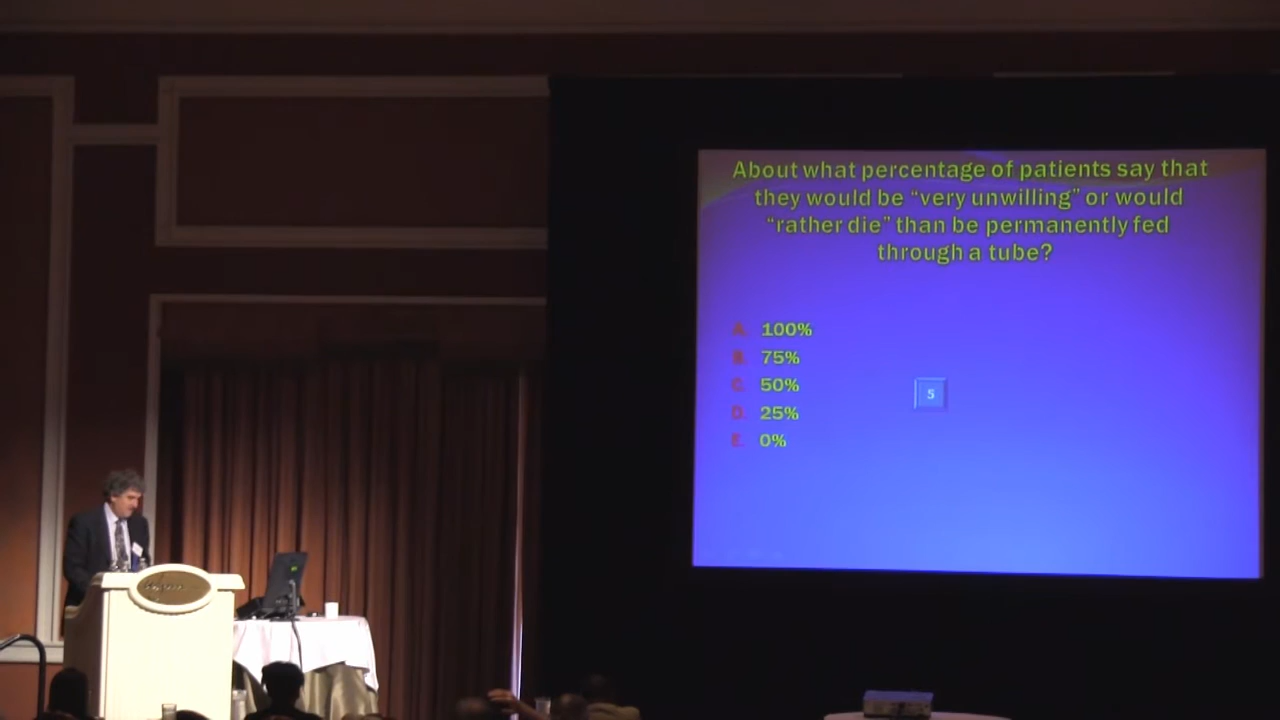 About what percentage of patients say that
they would be “very unwilling” or would
“rather die” than be permanently fed
through a tube?
A. 100%
B. 75%
C. 50%
D. 25%
E. 0%
5